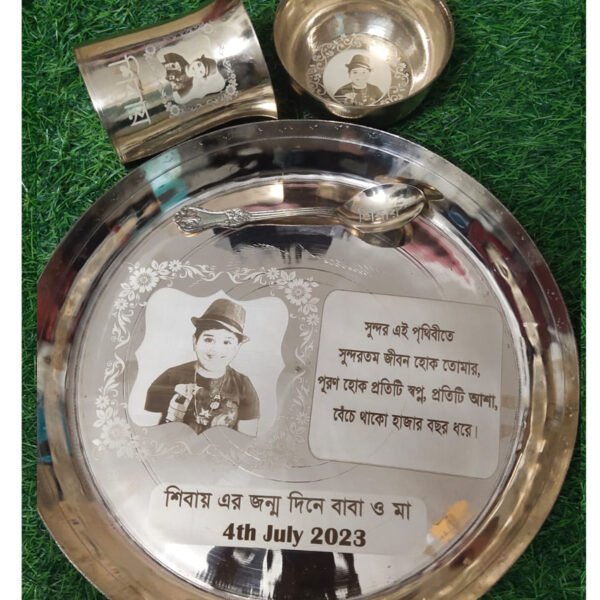 শিবায়
শিবায়
সুন্দর এই পৃথিবীতে
সুন্দরতম জীবন হোক তোমার,
পূরণ হোক প্রতিটি স্বপ্ন, প্রতিটি আশা,
বেঁচে থাকো হাজার বছর ধরে।
শিবায় এর জন্ম দিনে বাবা ও মা
4th July 2023